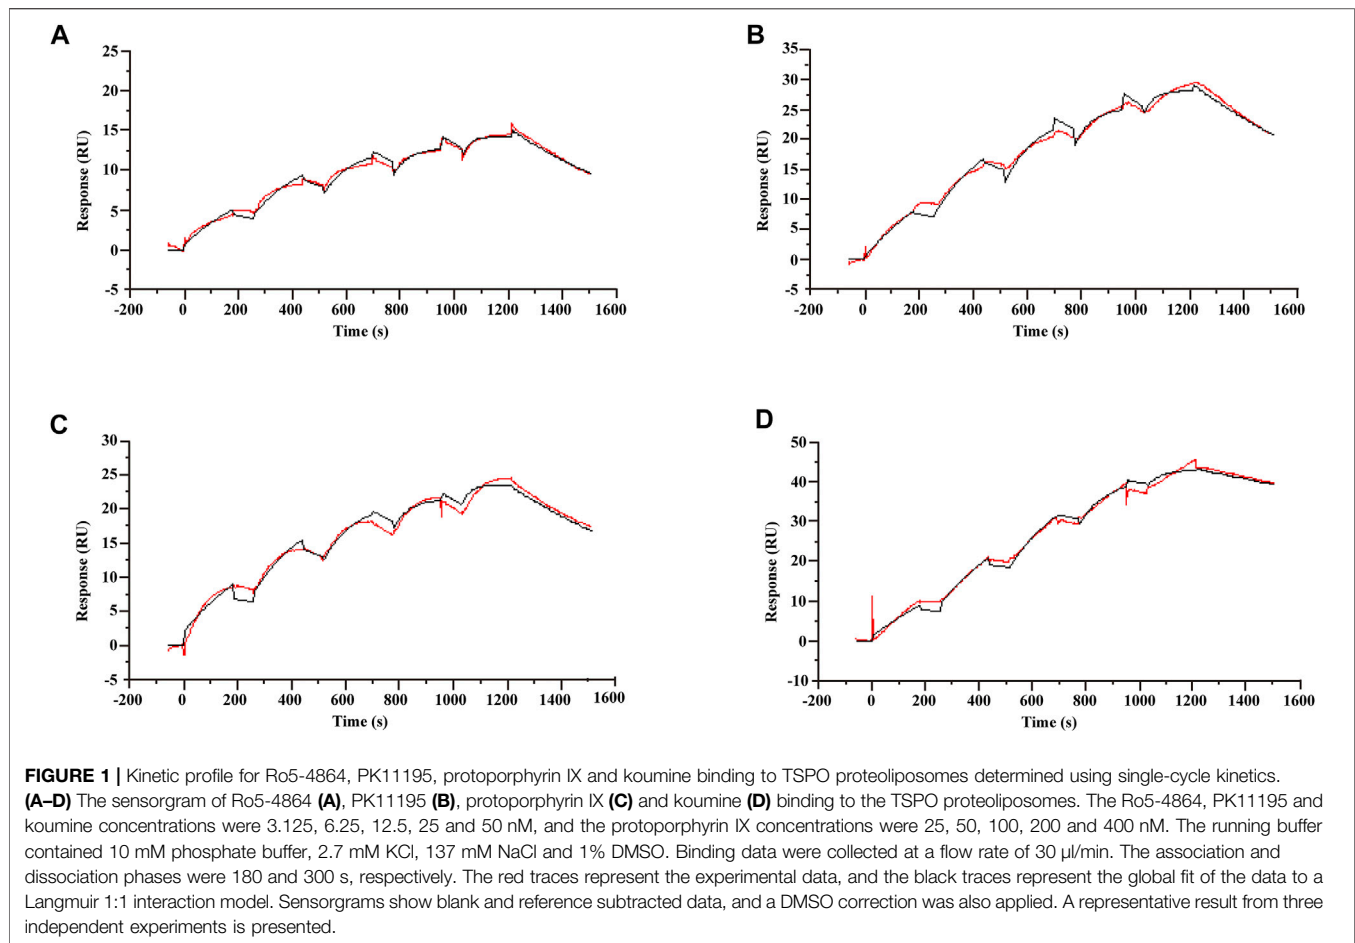 A
25
20
15
10
5
0
-5
Response (RU)
-200 0 200 400 600 800 1000 1200 1400 1600
Time (s)
B
35
30
25
20
15
10
5
0
-5
Response (RU)
-200 0 200 400 600 800 1000 1200 1400 1600
Time (s)
C
30
25
20
15
10
5
0
-5
Response (RU)
-200 0 200 400 600 800 1000 1200 1400 1600
Time (s)
D
50
40
30
20
10
0
-10
Response (RU)
-200 0 200 400 600 800 1000 1200 1400 1600
Time (s)
FIGURE 1 | Kinetic profile for Ro5-4864, PK11195, protoporphyrin IX and koumine binding to TSPO proteoliposomes determined using single-cycle kinetics.
(A–D) The sensorgram of Ro5-4864 (A), PK11195 (B), protoporphyrin IX (C) and koumine (D) binding to the TSPO proteoliposomes. The Ro5-4864, PK11195 and
koumine concentrations were 3.125, 6.25, 12.5, 25 and 50 nM, and the protoporphyrin IX concentrations were 25, 50, 100, 200 and 400 nM. The running buffer
contained 10 mM phosphate buffer, 2.7 mM KCl, 137 mM NaCl and 1% DMSO. Binding data were collected at a flow rate of 30 μl/min. The association and
dissociation phases were 180 and 300 s, respectively. The red traces represent the experimental data, and the black traces represent the global fit of the data to a
Langmuir 1:1 interaction model. Sensorgrams show blank and reference subtracted data, and a DMSO correction was also applied. A representative result from three
independent experiments is presented.